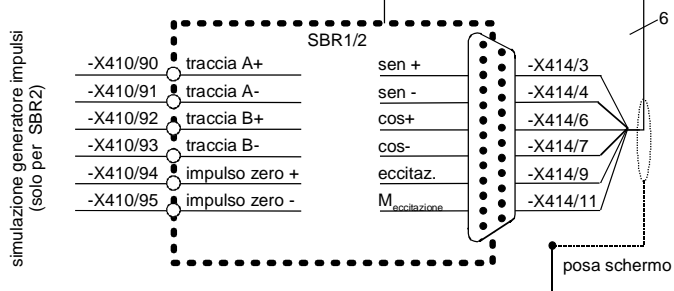 6
SBR1/2
simulazione generatore impulsi
(solo per SBR2)
-X410/90 traccia A+ sen + -X414/3
-X410/91 traccia A- sen - -X414/4
-X410/92 traccia B+ cos+ -X414/6
-X410/93 traccia B- cos- -X414/7
-X410/94 impulso zero + eccitaz. -X414/9
-X410/95 impulso zero - Meccitazione -X414/11
posa schermo